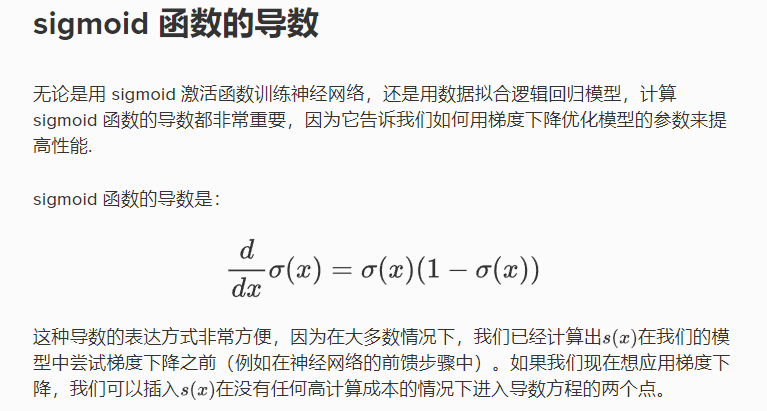 sigmoid 函数的导数
无论是用 sigmoid 激活函数训练神经网络，还是用数据拟合逻辑回归模型，计算
sigmoid 函数的导数都非常重要，因为它告诉我们如何用梯度下降优化模型的参数来提
高性能.
sigmoid 函数的导数是：
d/dx σ(x) = σ(x)(1 − σ(x))
这种导数的表达方式非常方便，因为在大多数情况下，我们已经计算出s(x)在我们的模
型中尝试梯度下降之前（例如在神经网络的前馈步骤中）。如果我们现在想应用梯度下
降，我们可以插入s(x)在没有任何高计算成本的情况下进入导数方程的两个点。